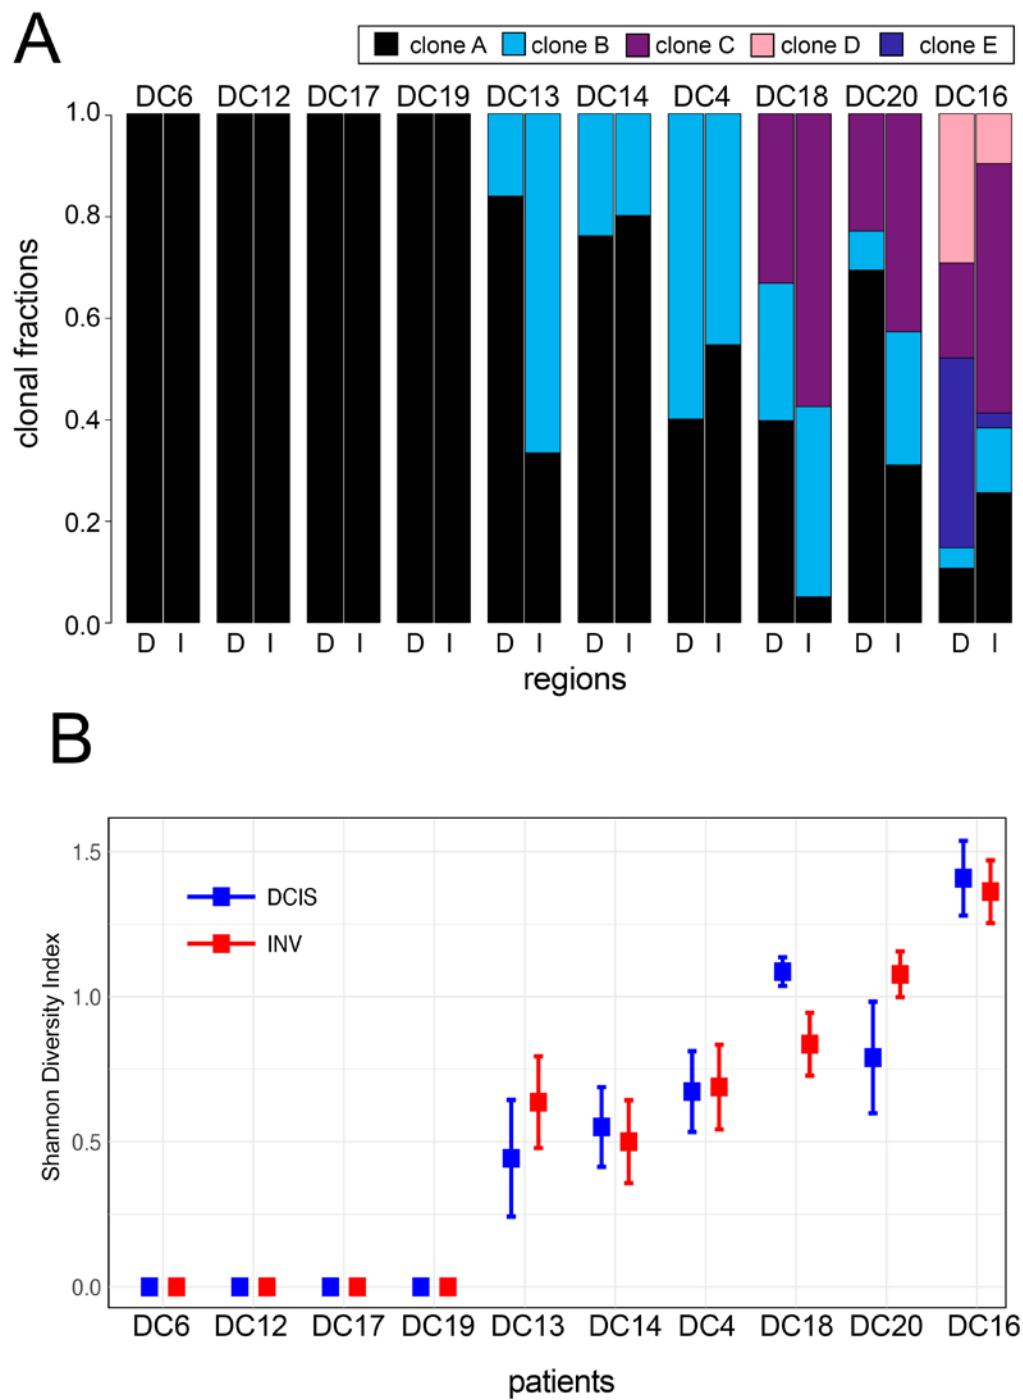 A
clone A clone B clone C clone D clone E
DC6 DC12 DC17 DC19 DC13 DC14 DC4 DC18 DC20 DC16
1.0
0.8
0.6
0.4
0.2
0.0
clonal fractions
D I D I D I D I D I D I D I D I D I D I
regions
B
1.5
1.0
0.5
0.0
Shannon Diversity Index
DCIS
INV
DC6 DC12 DC17 DC19 DC13 DC14 DC4 DC18 DC20 DC16
patients